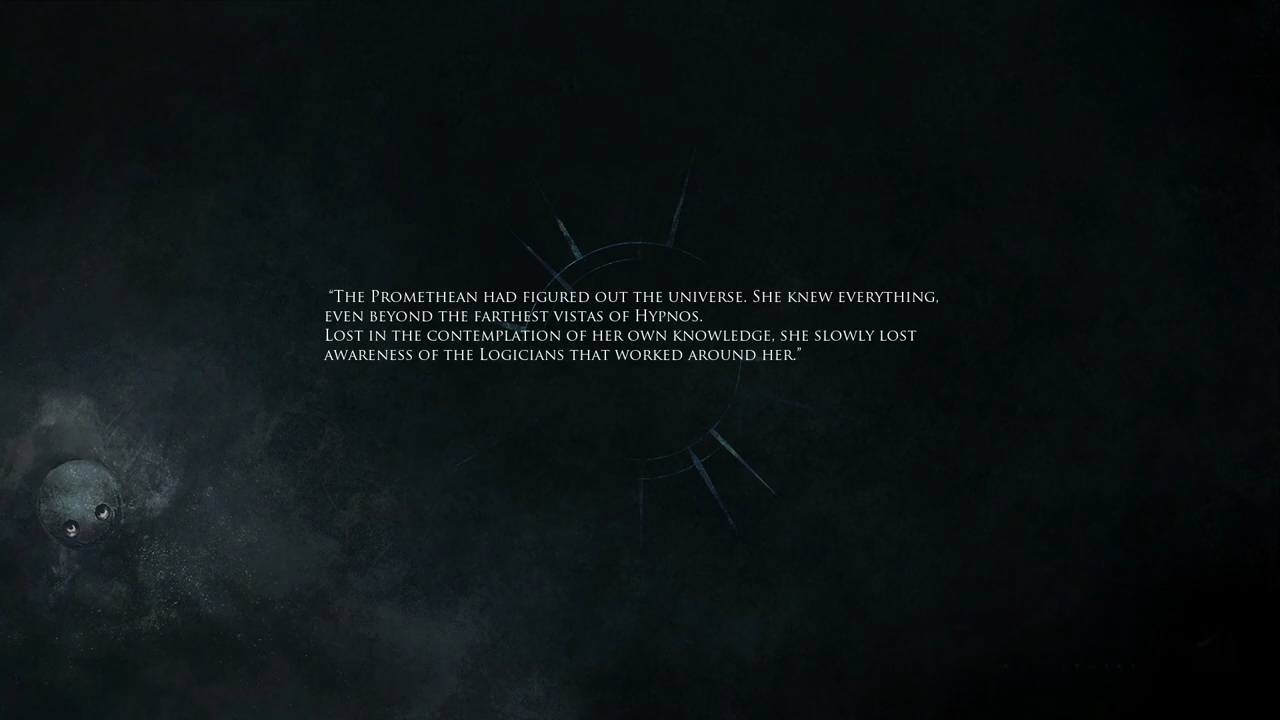 “The Promethean had figured out the universe. She knew everything,
even beyond the farthest vistas of Hypnos.
Lost in the contemplation of her own knowledge, she slowly lost
awareness of the Logicians that worked around her.”